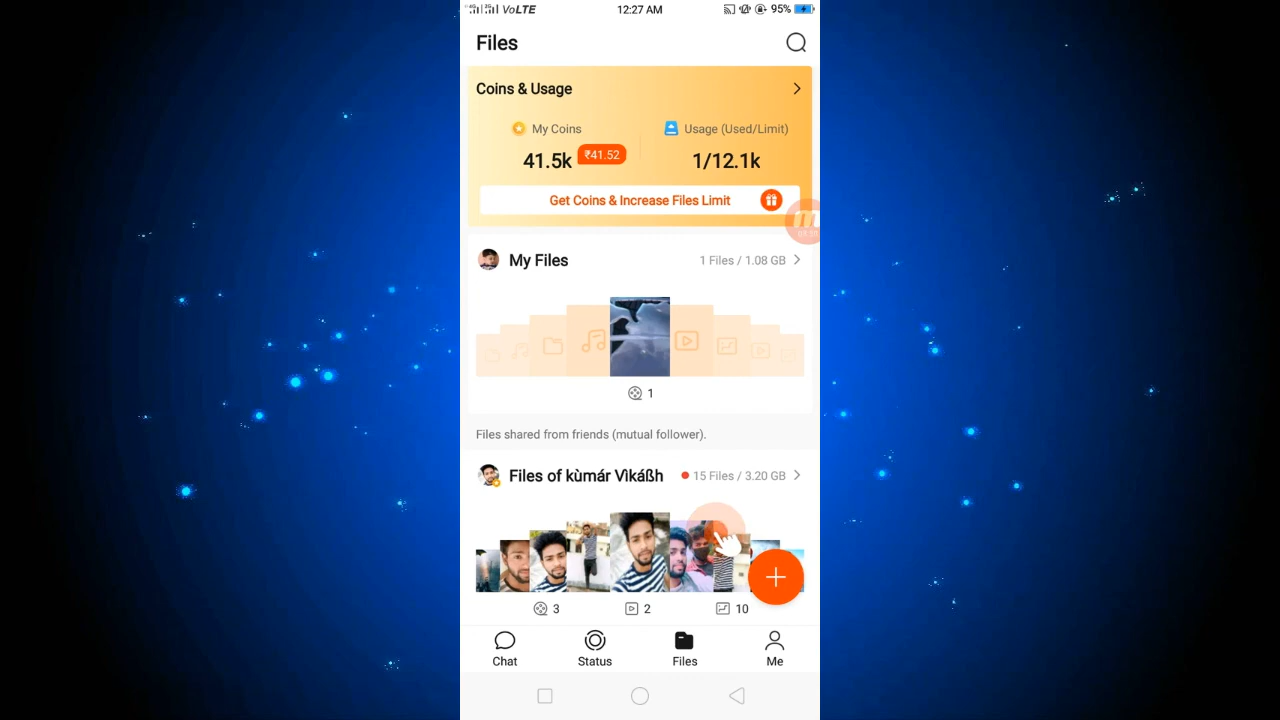 VoLTE 12:27 AM 95%
Files
Coins & Usage
My Coins Usage (Used/Limit)
41.5k ₹41.52 1/12.1k
Get Coins & Increase Files Limit
My Files 1 Files / 1.08 GB
1
Files shared from friends (mutual follower).
Files of kùmár Vìkáßh 15 Files / 3.20 GB
3 2 10
Chat Status Files Me